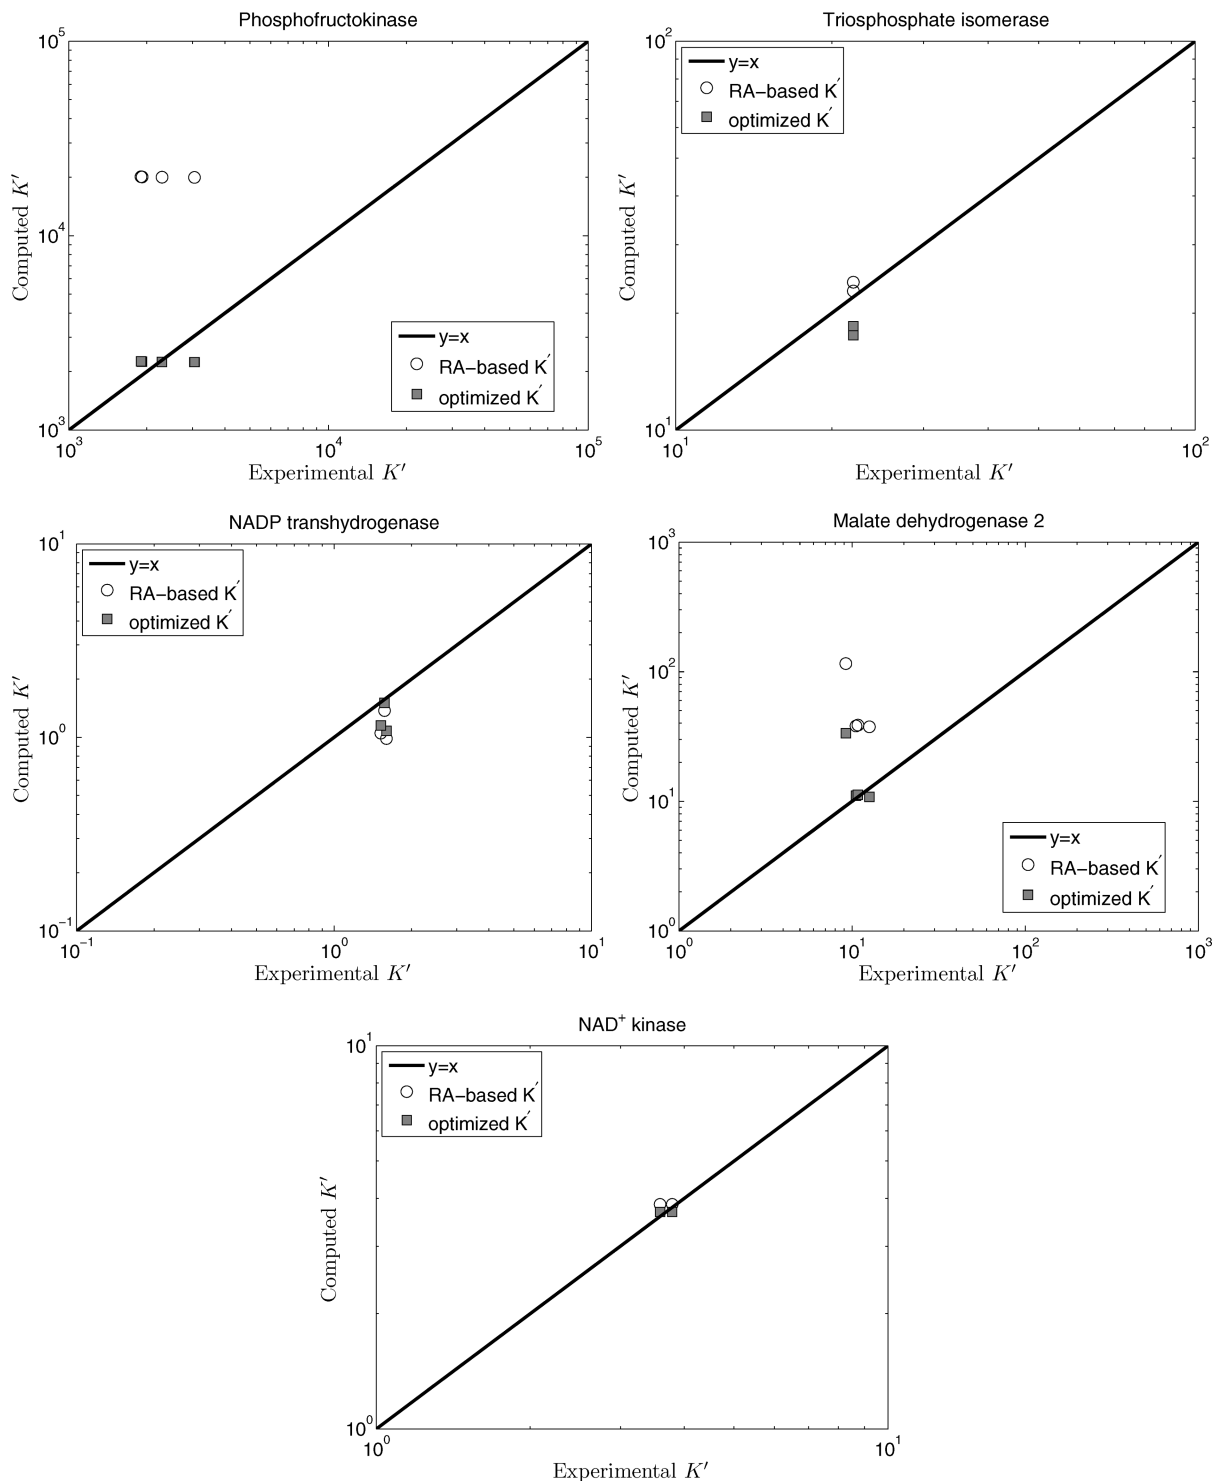 Phosphofructokinase
10^5
10^4
10^3
Computed K′
y=x
RA−based K′
optimized K′
10^3 10^4 10^5
Experimental K′
Triosphosphate isomerase
10^2
10^1
Computed K′
y=x
RA−based K′
optimized K′
10^1 10^2
Experimental K′
NADP transhydrogenase
10^1
10^0
10^−1
Computed K′
y=x
RA−based K′
optimized K′
10^−1 10^0 10^1
Experimental K′
Malate dehydrogenase 2
10^3
10^2
10^1
10^0
Computed K′
y=x
RA−based K′
optimized K′
10^0 10^1 10^2 10^3
Experimental K′
NAD^+ kinase
10^1
10^0
Computed K′
y=x
RA−based K′
optimized K′
10^0 10^1
Experimental K′